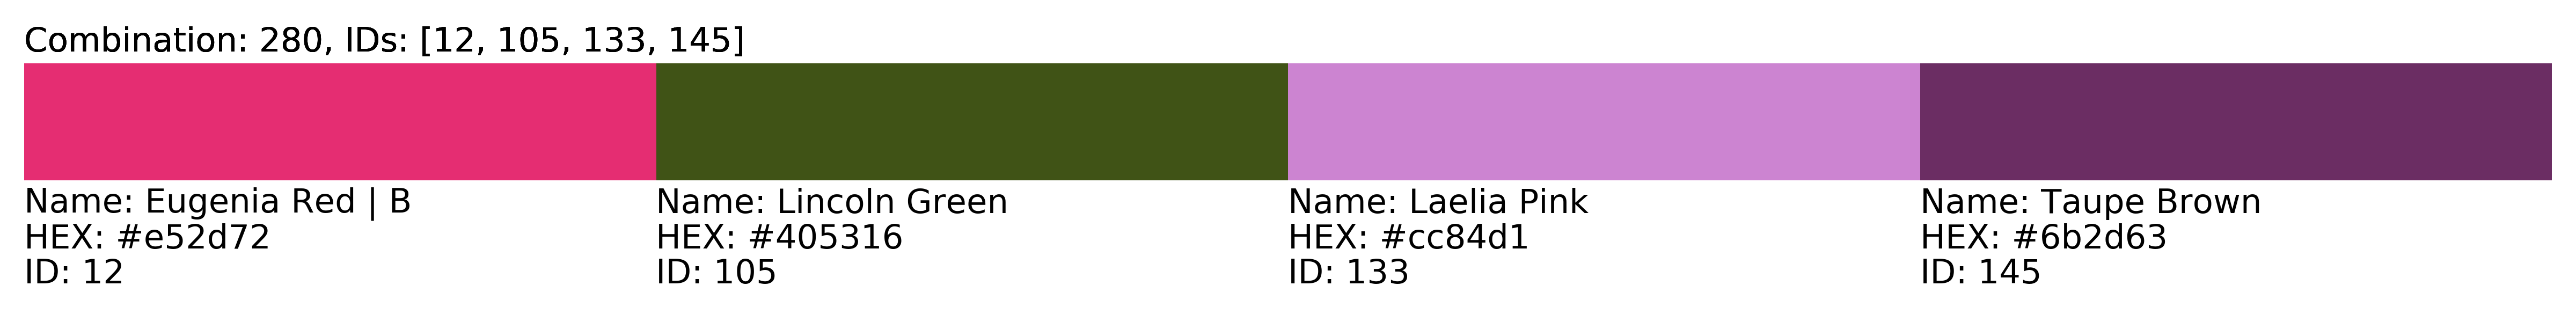 Combination: 280, IDs: [12, 105, 133, 145]
Name: Eugenia Red | B
HEX: #e52d72
ID: 12
Name: Lincoln Green
HEX: #405316
ID: 105
Name: Laelia Pink
HEX: #cc84d1
ID: 133
Name: Taupe Brown
HEX: #6b2d63
ID: 145